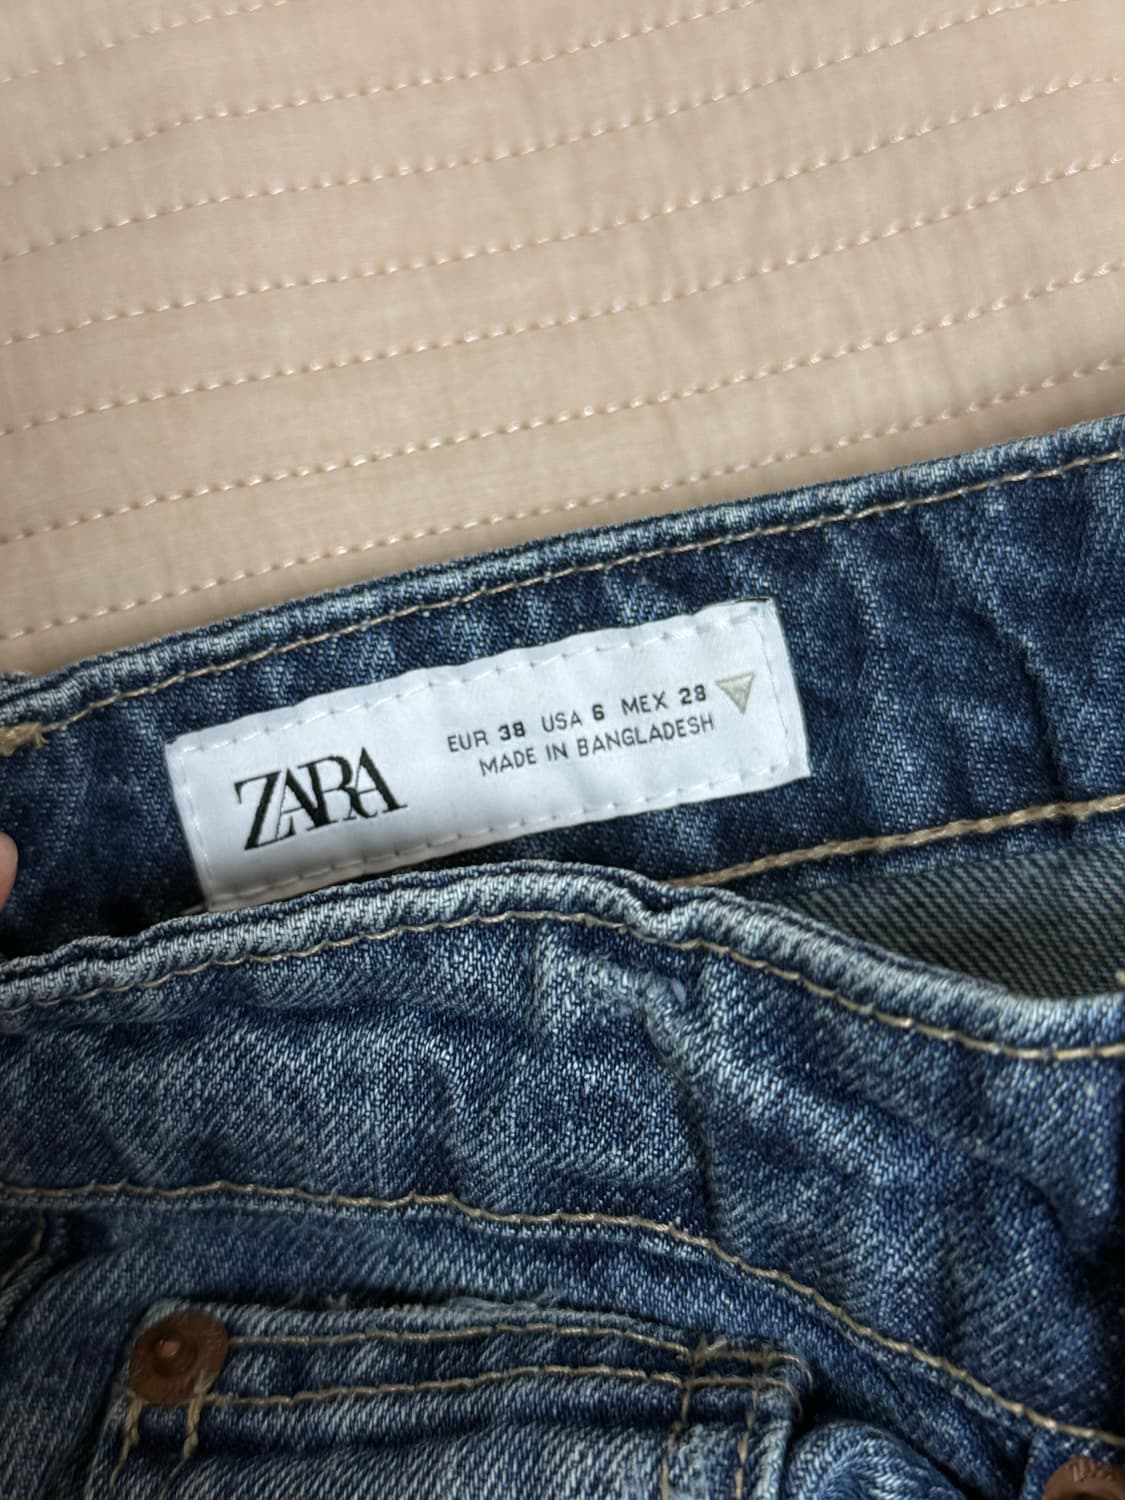 ZARA
EUR 38 USA 6 MEX 28
MADE IN BANGLADESH